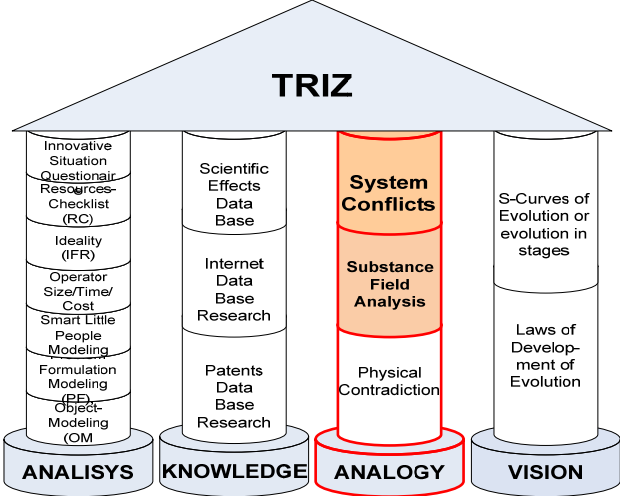 TRIZ
Innovative
Situation
Questionair
e
Resources-
Checklist
(RC)
Ideality
(IFR)
Operator
Size/Time/
Cost
Smart Little
People
Modeling
Formulation
Modeling
(PF),
Object-
Modeling
(OM
ANALISYS
Scientific
Effects
Data
Base
Internet
Data
Base
Research
Patents
Data
Base
Research
KNOWLEDGE
System
Conflicts
Substance
Field
Analysis
Physical
Contradiction
ANALOGY
S-Curves of
Evolution or
evolution in
stages
Laws of
Develop-
ment of
Evolution
VISION